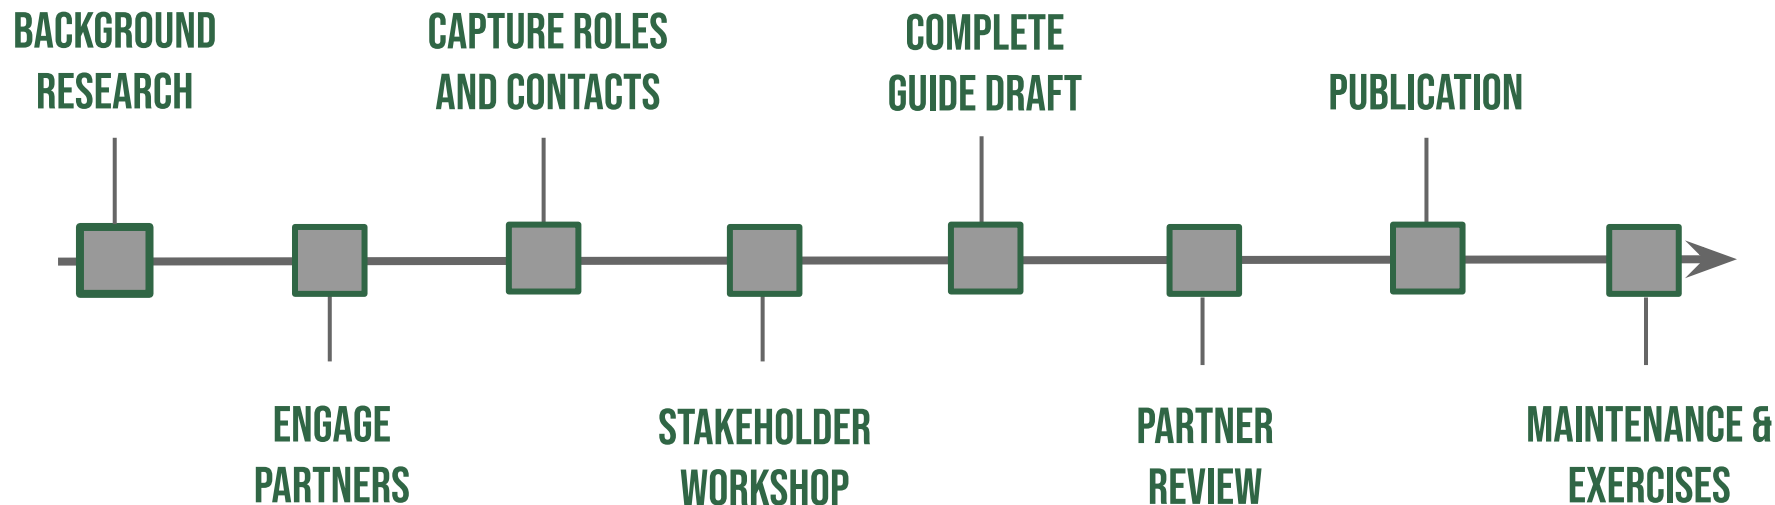 BACKGROUND
RESEARCH
ENGAGE
PARTNERS
CAPTURE ROLES
AND CONTACTS
STAKEHOLDER
WORKSHOP
COMPLETE
GUIDE DRAFT
PARTNER
REVIEW
PUBLICATION
MAINTENANCE &
EXERCISES